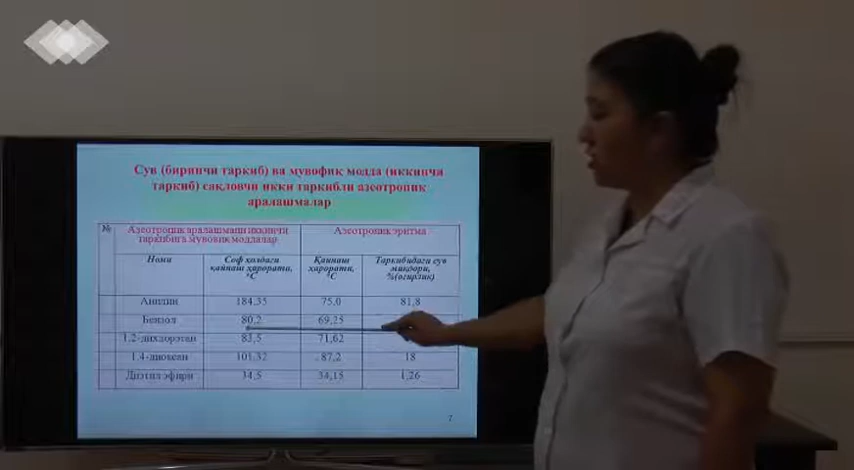 Сув (биринчи таркиб) ва мувофиқ модда (иккинчи
таркиб) сақловчи икки таркибли азеотропик
аралашмалар
№ Азеотропик аралашмани иккинчи таркибига мувовик моддалар Азеотропик эритма
Номи Соф ҳолдаги қайнаш ҳарорати, °С Қайнаш ҳарорати, °С Таркибидаги сув миқдори, %(оғирлик)
Анилин 184,35 75,0 81,8
Бензол 80,2 69,25
1,2-дихлорэтан 83,5 71,62
1,4-диоксан 101,32 87,2 18
Диэтил эфири 34,5 34,15 1,26
7